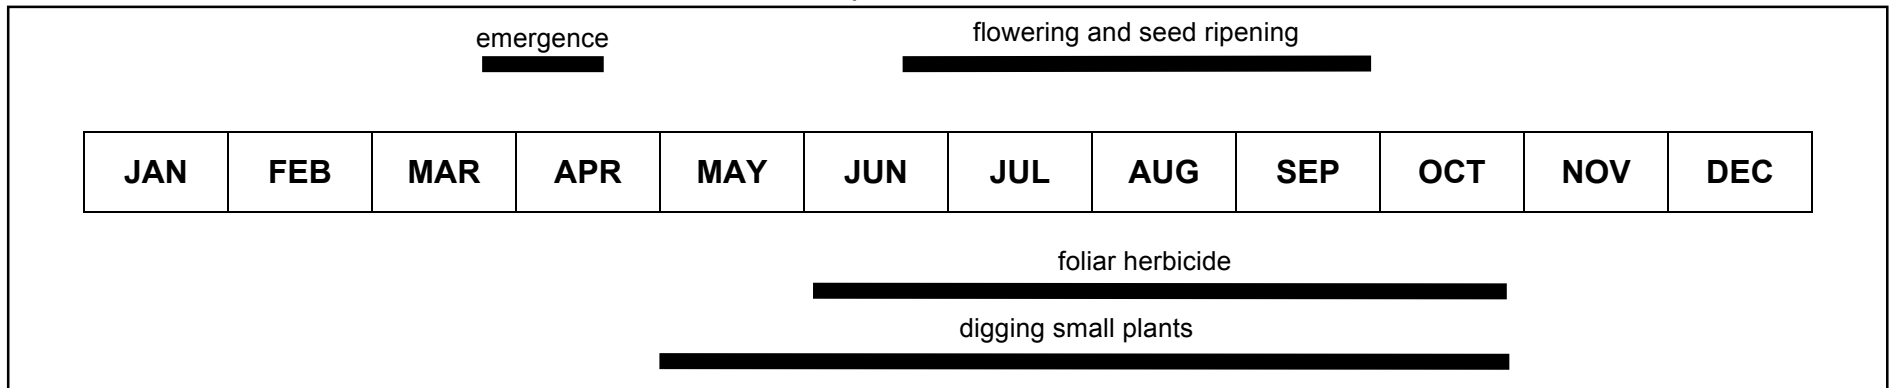 emergence
flowering and seed ripening
JAN FEB MAR APR MAY JUN JUL AUG SEP OCT NOV DEC
foliar herbicide
digging small plants